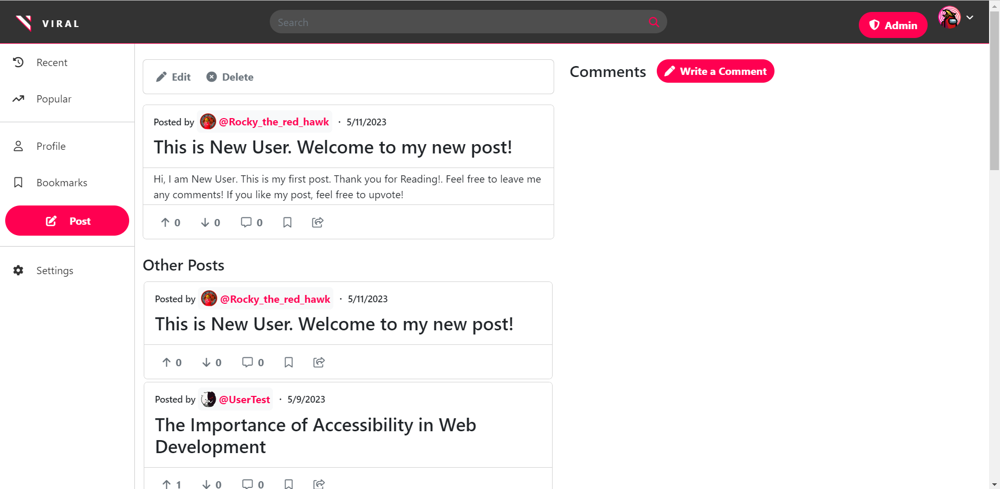 VIRAL
Search
Admin
Recent
Popular
Profile
Bookmarks
Post
Settings
Edit Delete
Posted by @Rocky_the_red_hawk · 5/11/2023
This is New User. Welcome to my new post!
Hi, I am New User. This is my first post. Thank you for Reading!. Feel free to leave me
any comments! If you like my post, feel free to upvote!
0 0 0
Other Posts
Posted by @Rocky_the_red_hawk · 5/11/2023
This is New User. Welcome to my new post!
0 0 0
Posted by @UserTest · 5/9/2023
The Importance of Accessibility in Web
Development
1 0 0
Comments Write a Comment